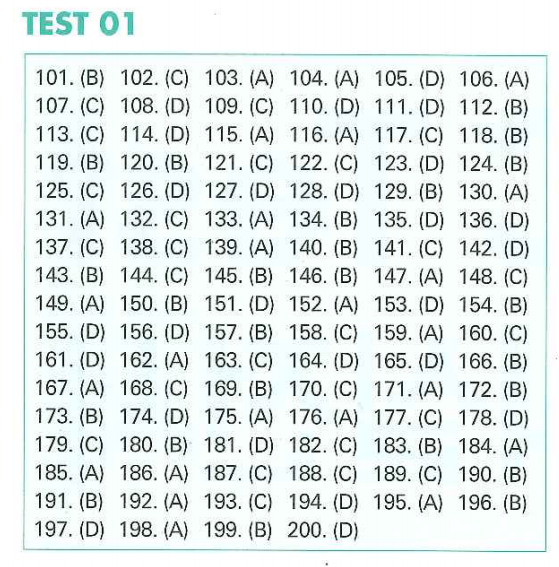 TEST 01
101. (B) 102. (C) 103. (A) 104. (A) 105. (D) 106. (A)
107. (C) 108. (D) 109. (C) 110. (D) 111. (D) 112. (B)
113. (C) 114. (D) 115. (A) 116. (A) 117. (C) 118. (B)
119. (B) 120. (B) 121. (C) 122. (C) 123. (D) 124. (B)
125. (C) 126. (D) 127. (D) 128. (D) 129. (B) 130. (A)
131. (A) 132. (C) 133. (A) 134. (B) 135. (D) 136. (D)
137. (C) 138. (C) 139. (A) 140. (B) 141. (C) 142. (D)
143. (B) 144. (C) 145. (B) 146. (B) 147. (A) 148. (C)
149. (A) 150. (B) 151. (D) 152. (A) 153. (D) 154. (B)
155. (D) 156. (D) 157. (B) 158. (C) 159. (A) 160. (C)
161. (D) 162. (A) 163. (C) 164. (D) 165. (D) 166. (B)
167. (A) 168. (C) 169. (B) 170. (C) 171. (A) 172. (B)
173. (B) 174. (D) 175. (A) 176. (A) 177. (C) 178. (D)
179. (C) 180. (B) 181. (D) 182. (C) 183. (B) 184. (A)
185. (A) 186. (A) 187. (C) 188. (C) 189. (C) 190. (B)
191. (B) 192. (A) 193. (C) 194. (D) 195. (A) 196. (B)
197. (D) 198. (A) 199. (B) 200. (D)